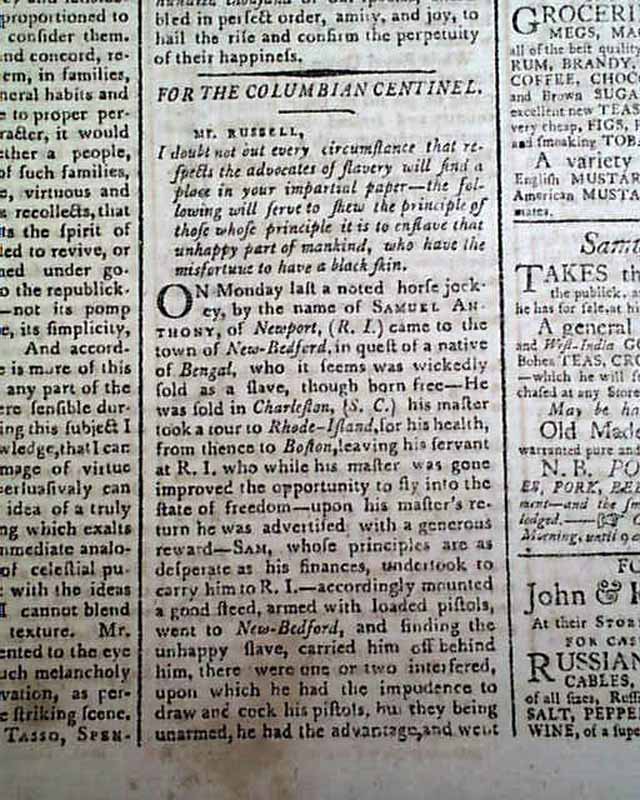 proportioned to
consider them.
and concord, re-
em, in families,
neral habits and
e to proper per-
racter, it would
ether a people,
of such families,
e, virtuous and
s recollects, that
its the spirit of
led to revive, or
ned under go-
o the republick.
—not its pomp
e, its simplicity,
And accord-
e is more of this
any part of the
ere sensible dur-
ing this subject I
wledge, that I can
mage of virtue
erfuasivaly can
idea of a truly
ng which exalts
mmediate analo-
of celestial pu-
with the ideas
I cannot blend
texture. Mr.
ented to the eye
uch melancholy
vation, as per-
e striking scene.
TASSO, SPEN-
bled in perfect order, amity, and joy, to
hail the rise and confirm the perpetuity
of their happiness.
FOR THE COLUMBIAN CENTINEL.
MR. RUSSELL,
I doubt not but every circumstance that re-
spects the advocates of slavery will find a
place in your impartial paper—the fol-
lowing will serve to shew the principle of
those whose principle it is to enslave that
unhappy part of mankind, who have the
misfortune to have a black skin.
ON Monday last a noted horse jock-
ey, by the name of SAMUEL AN-
THONY, of Newport, (R. I.) came to the
town of New-Bedford, in quest of a native
of Bengal, who it seems was wickedly
sold as a slave, though born free—He
was sold in Charleston, (S. C.) his master
took a tour to Rhode-Island, for his health,
from thence to Boston, leaving his servant
at R. I. who while his master was gone
improved the opportunity to fly into the
state of freedom—upon his master's re-
turn he was advertised with a generous
reward—SAM, whose principles are as
desperate as his finances, undertook to
carry him to R. I.—accordingly mounted
a good steed, armed with loaded pistols,
went to New-Bedford, and finding the
unhappy slave, carried him off behind
him, there were one or two interfered,
upon which he had the impudence to
draw and cock his pistols, but they being
unarmed, he had the advantage, and went
GROCERI
MEGS, MA
all of the best qualit
RUM, BRANDY,
COFFEE, CHOC
and Brown SUGA
excellent new TEAS
very cheap, FIGS, F
and smoaking TOB
A variety
English MUSTAR
American MUSTA
mates.
Samu
TAKES th
the publick, a
he has for sale, at hi
A general
and West-India GO
Bohea TEAS, CRO
—which he will s
chased at any Store
May be ha
Old Made
warranted pure and
N. B. PO
ES, PORK, BEE
ment—and the sm
lodged.
Morning, until 9 o
FO
John & 
At their STOR
FOR CAS
RUSSIAN
CABLES,
of all sizes, Russi
SALT, PEPPE
WINE, of a supe